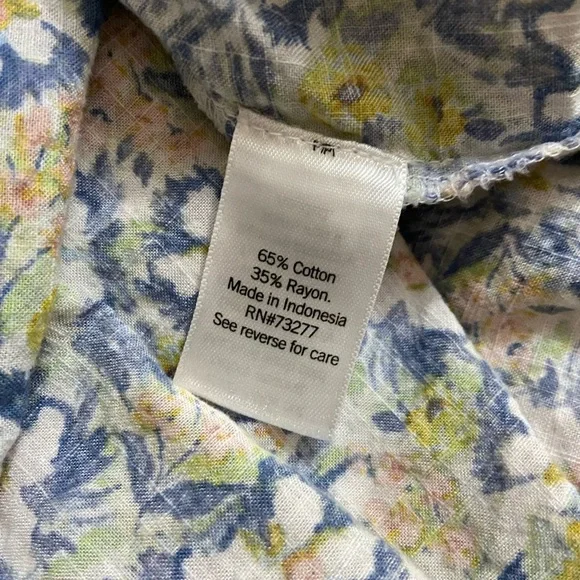 65% Cotton
35% Rayon.
Made in Indonesia
RN#73277
See reverse for care